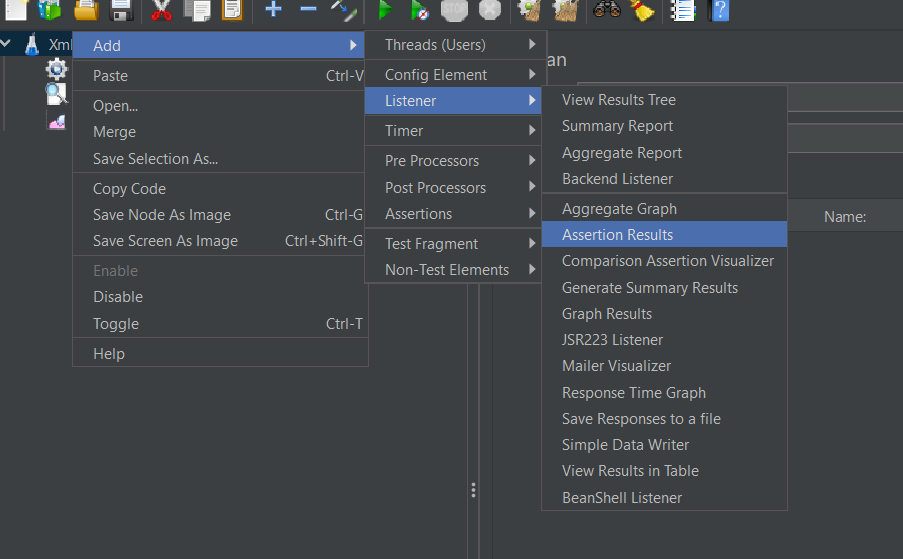 STOP
?
Xml
Add
Paste Ctrl-V
Open...
Merge
Save Selection As...
Copy Code
Save Node As Image Ctrl-G
Save Screen As Image Ctrl+Shift-G
Enable
Disable
Toggle Ctrl-T
Help
Threads (Users)
Config Element
Listener
Timer
Pre Processors
Post Processors
Assertions
Test Fragment
Non-Test Elements
an
View Results Tree
Summary Report
Aggregate Report
Backend Listener
Aggregate Graph
Assertion Results
Comparison Assertion Visualizer
Generate Summary Results
Graph Results
JSR223 Listener
Mailer Visualizer
Response Time Graph
Save Responses to a file
Simple Data Writer
View Results in Table
BeanShell Listener
Name: